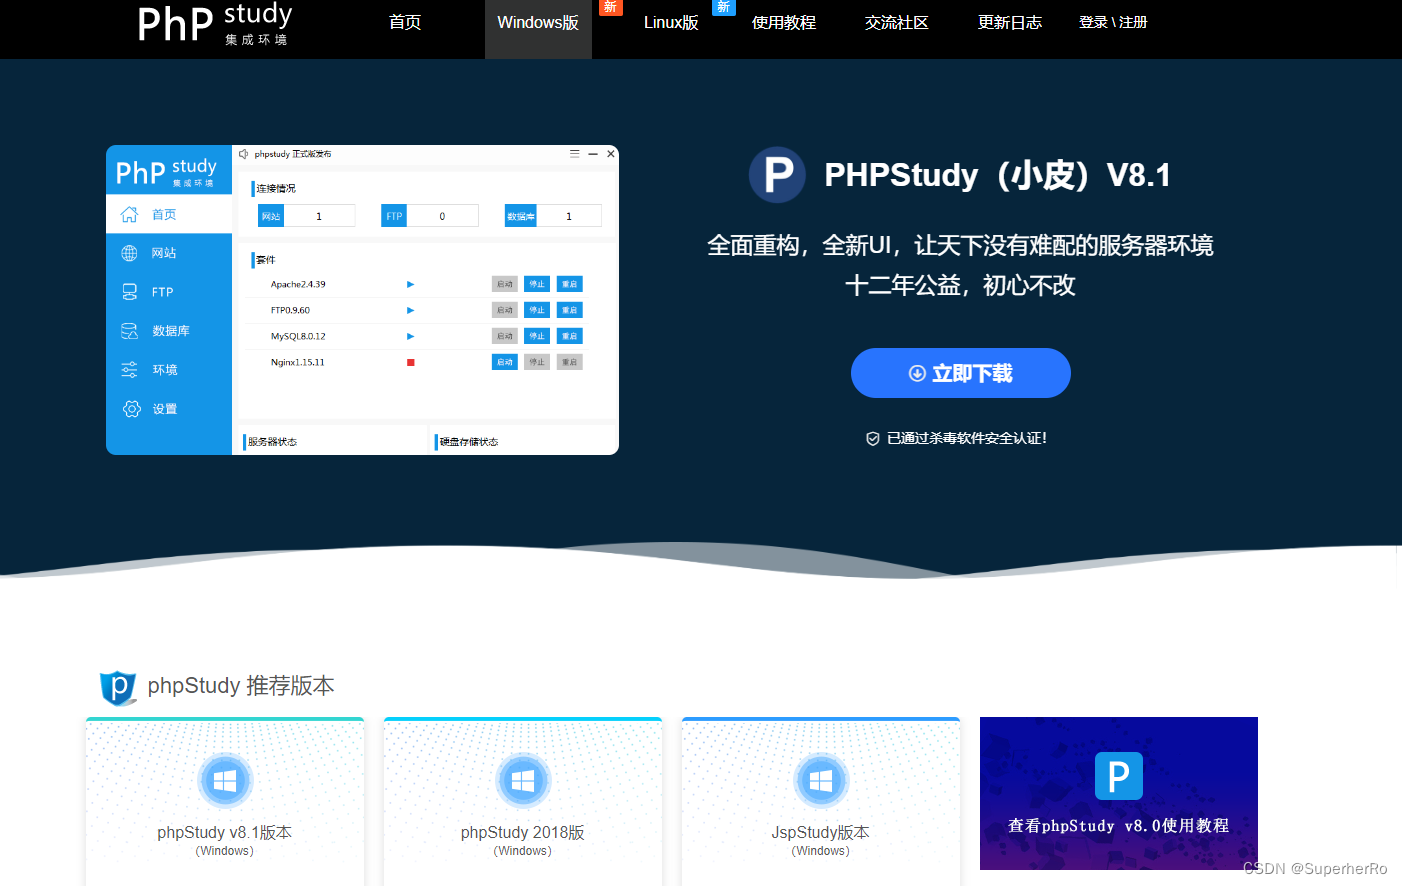 PhP study
集成环境
首页
Windows版
新
Linux版
新
使用教程
交流社区
更新日志
登录 \ 注册
PhP study
集成环境
首页
网站
FTP
数据库
环境
设置
phpstudy 正式版发布
连接情况
网站 1
FTP 0
数据库 1
套件
Apache2.4.39 启动 停止 重启
FTP0.9.60 启动 停止 重启
MySQL8.0.12 启动 停止 重启
Nginx1.15.11 启动 停止 重启
服务器状态
硬盘存储状态
P PHPStudy（小皮）V8.1
全面重构，全新UI，让天下没有难配的服务器环境
十二年公益，初心不改
立即下载
已通过杀毒软件安全认证！
p phpStudy 推荐版本
phpStudy v8.1版本
（Windows）
phpStudy 2018版
（Windows）
JspStudy版本
（Windows）
P
查看phpStudy v8.0使用教程
CSDN @SuperherRo